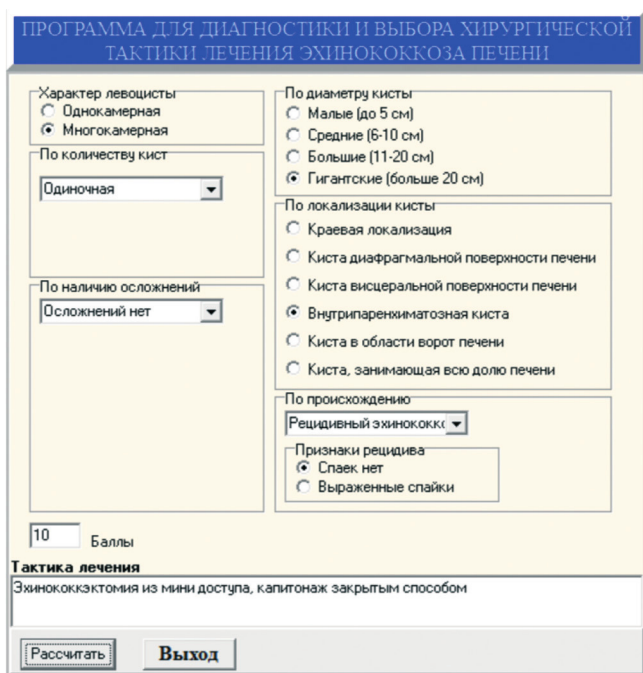 ПРОГРАММА ДЛЯ ДИАГНОСТИКИ И ВЫБОРА ХИРУРГИЧЕСКОЙ
ТАКТИКИ ЛЕЧЕНИЯ ЭХИНОКОККОЗА ПЕЧЕНИ
Характер левоцисты
Однокамерная
Многокамерная
По количеству кист
Одиночная
По наличию осложнений
Осложнений нет
По диаметру кисты
Малые (до 5 см)
Средние (6-10 см)
Большие (11-20 см)
Гигантские (больше 20 см)
По локализации кисты
Краевая локализация
Киста диафрагмальной поверхности печени
Киста висцеральной поверхности печени
Внутрипаренхиматозная киста
Киста в области ворот печени
Киста, занимающая всю долю печени
По происхождению
Рецидивный эхинококкс
Признаки рецидива
Спаек нет
Выраженные спайки
10 Баллы
Тактика лечения
Эхинококкэктомия из мини доступа, капитонаж закрытым способом
Рассчитать Выход